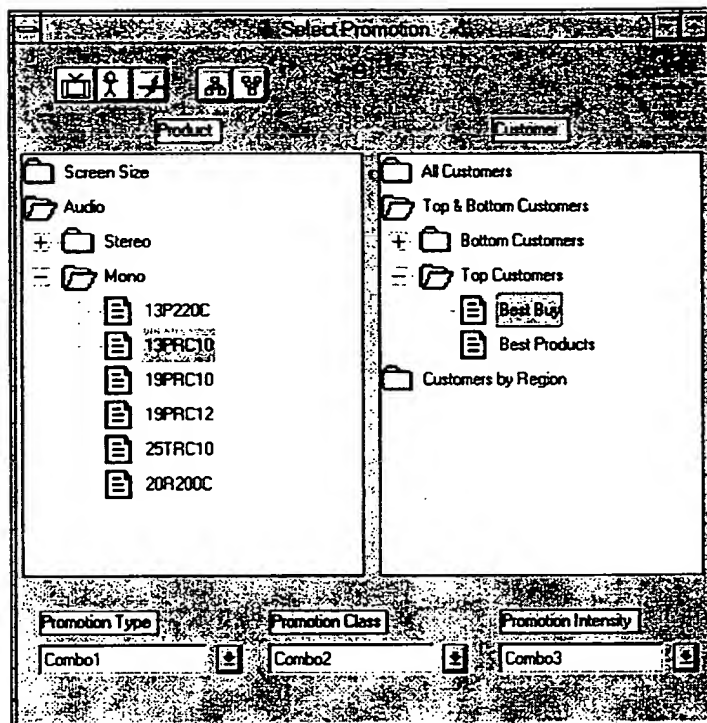 Select Promotion
Product
Customer
Screen Size
Audio
Stereo
Mono
13P220C
13PRC10
19PRC10
19PRC12
25TRC10
20R200C
All Customers
Top & Bottom Customers
Bottom Customers
Top Customers
Best Buy
Best Products
Customers by Region
Promotion Type
Promotion Class
Promotion Intensity
Combo1
Combo2
Combo3